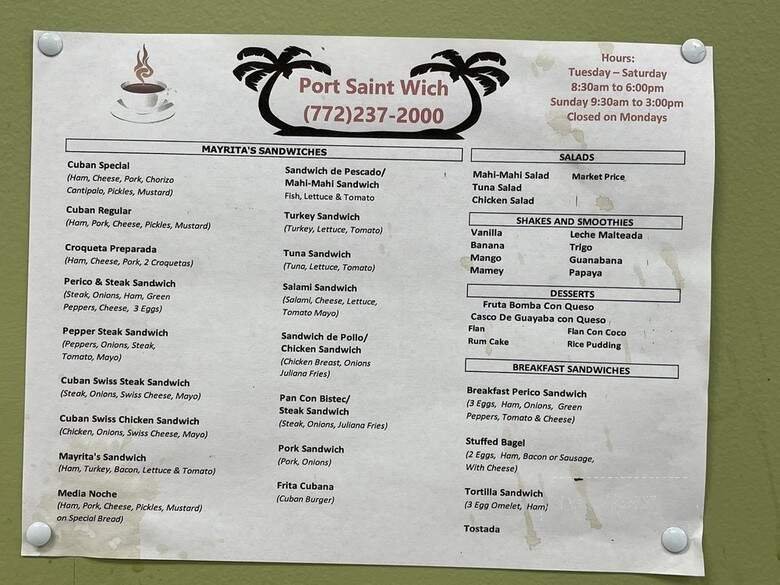 Port Saint Wich
(772)237-2000
Hours:
Tuesday – Saturday
8:30am to 6:00pm
Sunday 9:30am to 3:00pm
Closed on Mondays
MAYRITA'S SANDWICHES
Cuban Special
(Ham, Cheese, Pork, Chorizo
Cantipalo, Pickles, Mustard)
Cuban Regular
(Ham, Pork, Cheese, Pickles, Mustard)
Croqueta Preparada
(Ham, Cheese, Pork, 2 Croquetas)
Perico & Steak Sandwich
(Steak, Onions, Ham, Green
Peppers, Cheese, 3 Eggs)
Pepper Steak Sandwich
(Peppers, Onions, Steak,
Tomato, Mayo)
Cuban Swiss Steak Sandwich
(Steak, Onions, Swiss Cheese, Mayo)
Cuban Swiss Chicken Sandwich
(Chicken, Onions, Swiss Cheese, Mayo)
Mayrita's Sandwich
(Ham, Turkey, Bacon, Lettuce & Tomato)
Media Noche
(Ham, Pork, Cheese, Pickles, Mustard)
on Special Bread)
Sandwich de Pescado/
Mahi-Mahi Sandwich
Fish, Lettuce & Tomato
Turkey Sandwich
(Turkey, Lettuce, Tomato)
Tuna Sandwich
(Tuna, Lettuce, Tomato)
Salami Sandwich
(Salami, Cheese, Lettuce,
Tomato Mayo)
Sandwich de Pollo/
Chicken Sandwich
(Chicken Breast, Onions
Juliana Fries)
Pan Con Bistec/
Steak Sandwich
(Steak, Onions, Juliana Fries)
Pork Sandwich
(Pork, Onions)
Frita Cubana
(Cuban Burger)
SALADS
Mahi-Mahi Salad Market Price
Tuna Salad
Chicken Salad
SHAKES AND SMOOTHIES
Vanilla Leche Malteada
Banana Trigo
Mango Guanabana
Mamey Papaya
DESSERTS
Fruta Bomba Con Queso
Casco De Guayaba con Queso
Flan Flan Con Coco
Rum Cake Rice Pudding
BREAKFAST SANDWICHES
Breakfast Perico Sandwich
(3 Eggs, Ham, Onions, Green
Peppers, Tomato & Cheese)
Stuffed Bagel
(2 Eggs, Ham, Bacon or Sausage,
With Cheese)
Tortilla Sandwich
(3 Egg Omelet, Ham)
Tostada